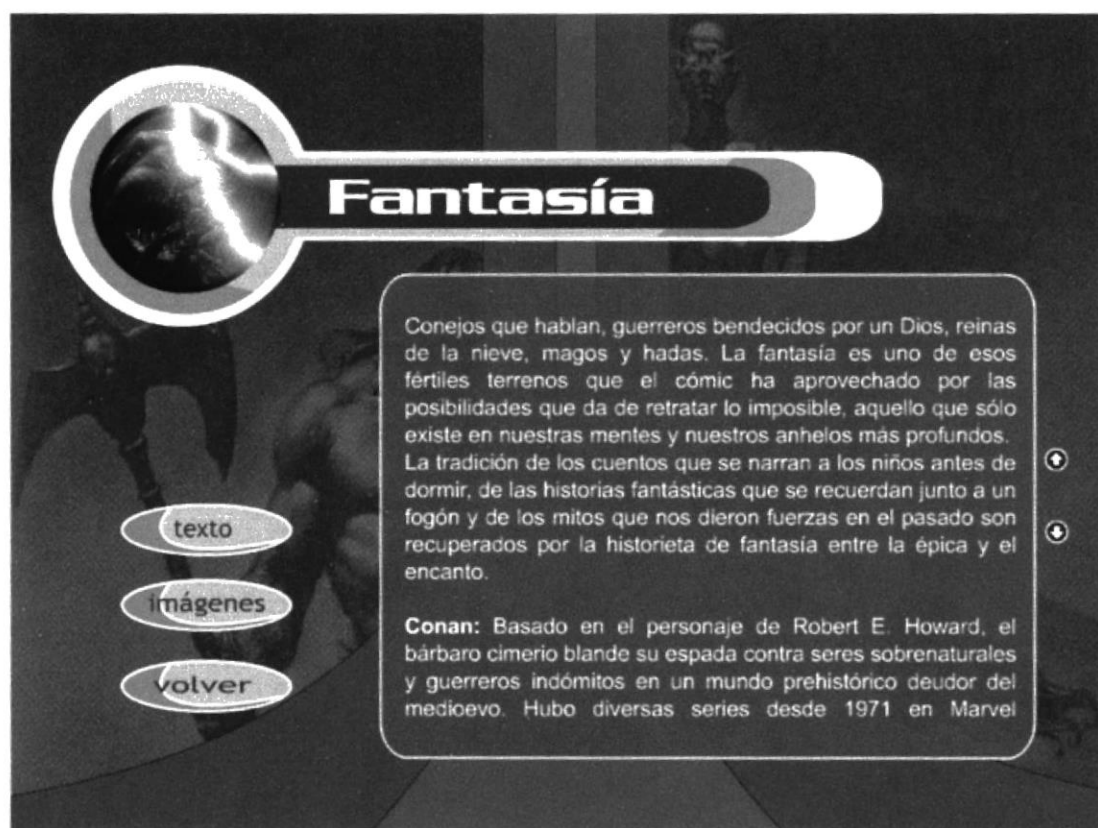 Fantasía
Conejos que hablan, guerreros bendecidos por un Dios, reinas
de la nieve, magos y hadas. La fantasía es uno de esos
fértiles terrenos que el cómic ha aprovechado por las
posibilidades que da de retratar lo imposible, aquello que sólo
existe en nuestras mentes y nuestros anhelos más profundos.
La tradición de los cuentos que se narran a los niños antes de
dormir, de las historias fantásticas que se recuerdan junto a un
fogón y de los mitos que nos dieron fuerzas en el pasado son
recuperados por la historieta de fantasía entre la épica y el
encanto.
Conan: Basado en el personaje de Robert E. Howard, el
bárbaro cimerio blande su espada contra seres sobrenaturales
y guerreros indómitos en un mundo prehistórico deudor del
medioevo. Hubo diversas series desde 1971 en Marvel
texto
imágenes
volver